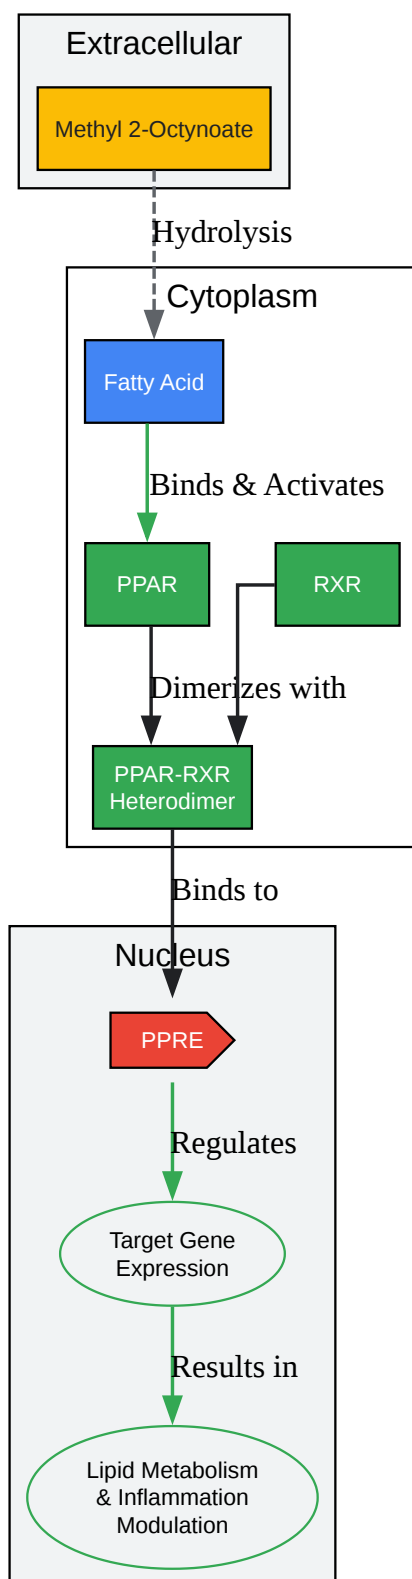 Extracellular
Methyl 2-Octynoate
Hydrolysis
Cytoplasm
Fatty Acid
Binds & Activates
PPAR
RXR
Dimerizes with
PPAR-RXR
Heterodimer
Binds to
Nucleus
PPRE
Regulates
Target Gene
Expression
Results in
Lipid Metabolism
& Inflammation
Modulation